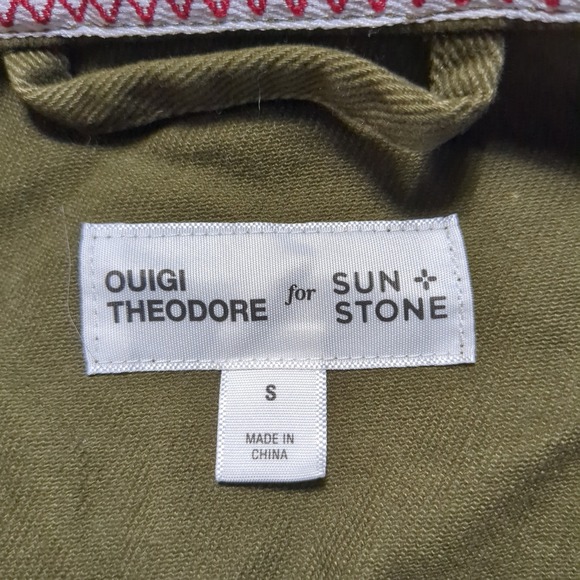 OUIGI
THEODORE
for
SUN +
STONE
S
MADE IN
CHINA